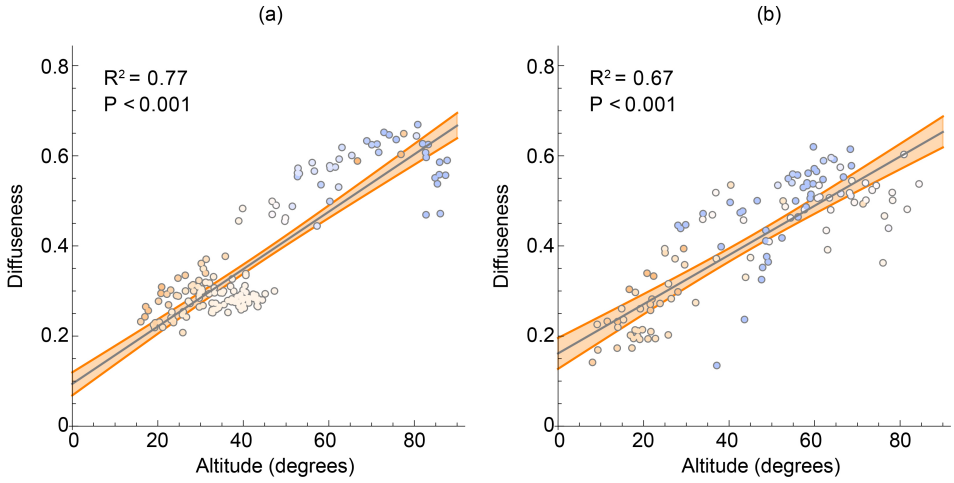 (a)
R² = 0.77
P < 0.001
Diffuseness
0.8
0.6
0.4
0.2
0
0 20 40 60 80
Altitude (degrees)
(b)
R² = 0.67
P < 0.001
Diffuseness
0.8
0.6
0.4
0.2
0
0 20 40 60 80
Altitude (degrees)